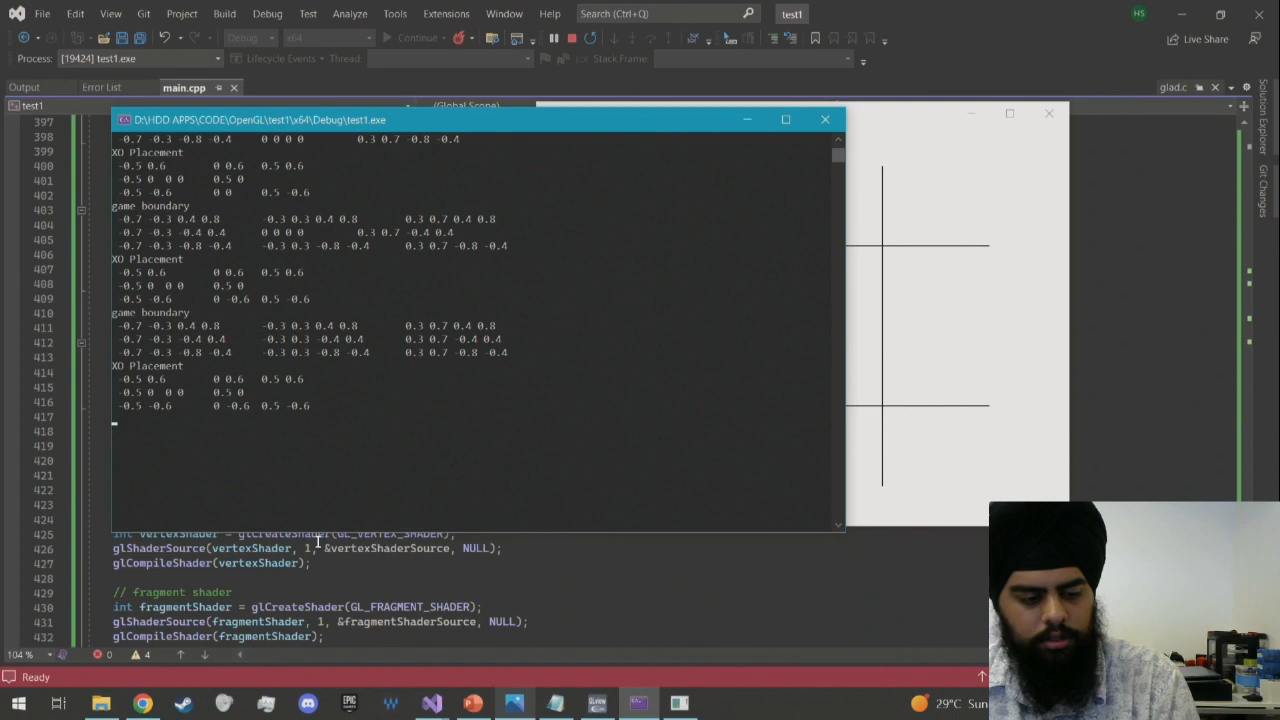 File Edit View Git Project Build Debug Test Analyze Tools Extensions Window Help Search (Ctrl+Q) test1 HS
Debug x64 Continue Live Share
Process: [19424] test1.exe Lifecycle Events Thread: Stack Frame:
Output Error List main.cpp glad.c
test1 (Global Scope)
D:\HDD APPS\CODE\OpenGL\test1\x64\Debug\test1.exe
397
398 -0.7 -0.3 -0.8 -0.4 0 0 0 0 0.3 0.7 -0.8 -0.4
399 XO Placement
400 -0.5 0.6 0 0.6 0.5 0.6
401 -0.5 0 0 0 0.5 0
402 -0.5 -0.6 0 0 0.5 -0.6
403 game boundary
404 -0.7 -0.3 0.4 0.8 -0.3 0.3 0.4 0.8 0.3 0.7 0.4 0.8
405 -0.7 -0.3 -0.4 0.4 0 0 0 0 0.3 0.7 -0.4 0.4
406 -0.7 -0.3 -0.8 -0.4 -0.3 0.3 -0.8 -0.4 0.3 0.7 -0.8 -0.4
407 XO Placement
408 -0.5 0.6 0 0.6 0.5 0.6
409 -0.5 0 0 0 0.5 0
410 -0.5 -0.6 0 -0.6 0.5 -0.6
411 game boundary
412 -0.7 -0.3 0.4 0.8 -0.3 0.3 0.4 0.8 0.3 0.7 0.4 0.8
413 -0.7 -0.3 -0.4 0.4 -0.3 0.3 -0.4 0.4 0.3 0.7 -0.4 0.4
-0.7 -0.3 -0.8 -0.4 -0.3 0.3 -0.8 -0.4 0.3 0.7 -0.8 -0.4
414 XO Placement
415 -0.5 0.6 0 0.6 0.5 0.6
416 -0.5 0 0 0 0.5 0
417 -0.5 -0.6 0 -0.6 0.5 -0.6
418
419
420
421
422
423
424
425 int vertexShader = glCreateShader(GL_VERTEX_SHADER);
426 glShaderSource(vertexShader, 1, &vertexShaderSource, NULL);
427 glCompileShader(vertexShader);
428
429 // fragment shader
430 int fragmentShader = glCreateShader(GL_FRAGMENT_SHADER);
431 glShaderSource(fragmentShader, 1, &fragmentShaderSource, NULL);
432 glCompileShader(fragmentShader);
104 % 0 4
Ready
29°C Sun
Solution Explorer
Git Changes